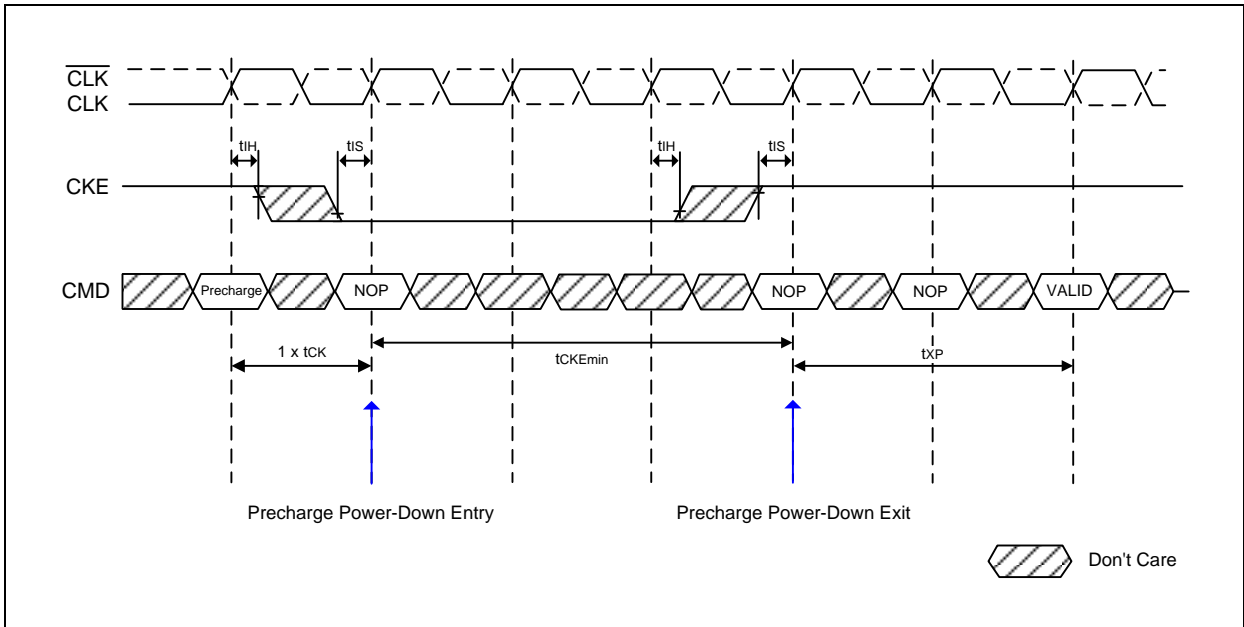 CLK
CLK
tIH
tIS
tIH
tIS
CKE
CMD
Precharge
NOP
NOP
NOP
VALID
1 x tCK
tCKEmin
tXP
Precharge Power-Down Entry
Precharge Power-Down Exit
Don't Care